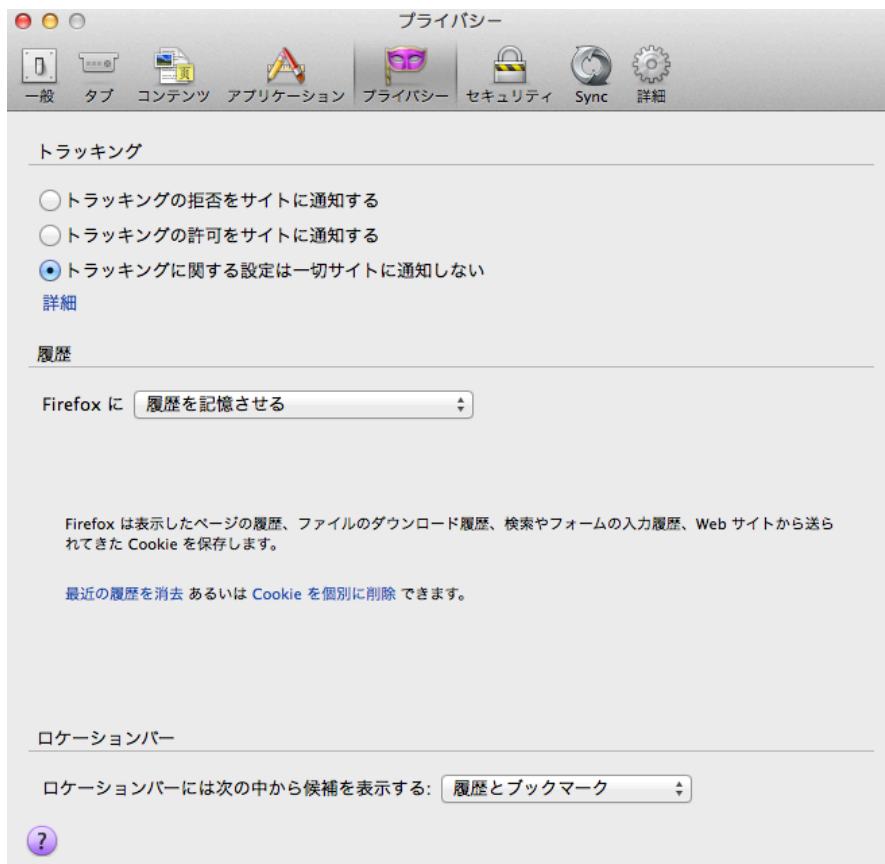 プライバシー
一般 タブ コンテンツ アプリケーション プライバシー セキュリティ Sync 詳細
トラッキング
トラッキングの拒否をサイトに通知する
トラッキングの許可をサイトに通知する
トラッキングに関する設定は一切サイトに通知しない
詳細
履歴
Firefox に 履歴を記憶させる
Firefox は表示したページの履歴、ファイルのダウンロード履歴、検索やフォームの入力履歴、Web サイトから送ら
れてきた Cookie を保存します。
最近の履歴を消去 あるいは Cookie を個別に削除 できます。
ロケーションバー
ロケーションバーには次の中から候補を表示する: 履歴とブックマーク
?